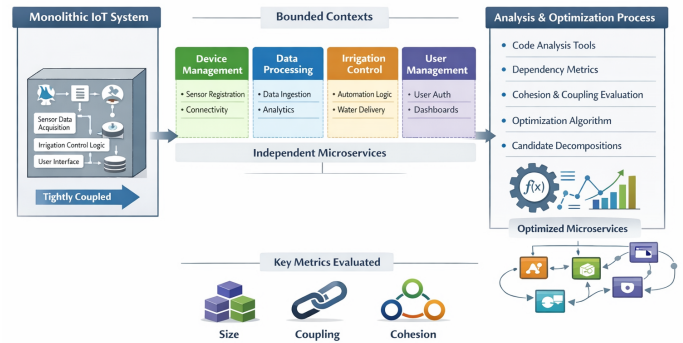 Monolithic IoT System
Sensor Data
Acquisition
Irrigation Control Logic
User Interface
Tightly Coupled
Bounded Contexts
Device
Management
• Sensor Registration
• Connectivity
Data
Processing
• Data Ingestion
• Analytics
Irrigation
Control
• Automation Logic
• Water Delivery
User
Management
• User Auth
• Dashboards
Independent Microservices
Analysis & Optimization Process
• Code Analysis Tools
• Dependency Metrics
• Cohesion & Coupling Evaluation
• Optimization Algorithm
• Candidate Decompositions
f(x)
Optimized Microservices
Key Metrics Evaluated
Size
Coupling
Cohesion